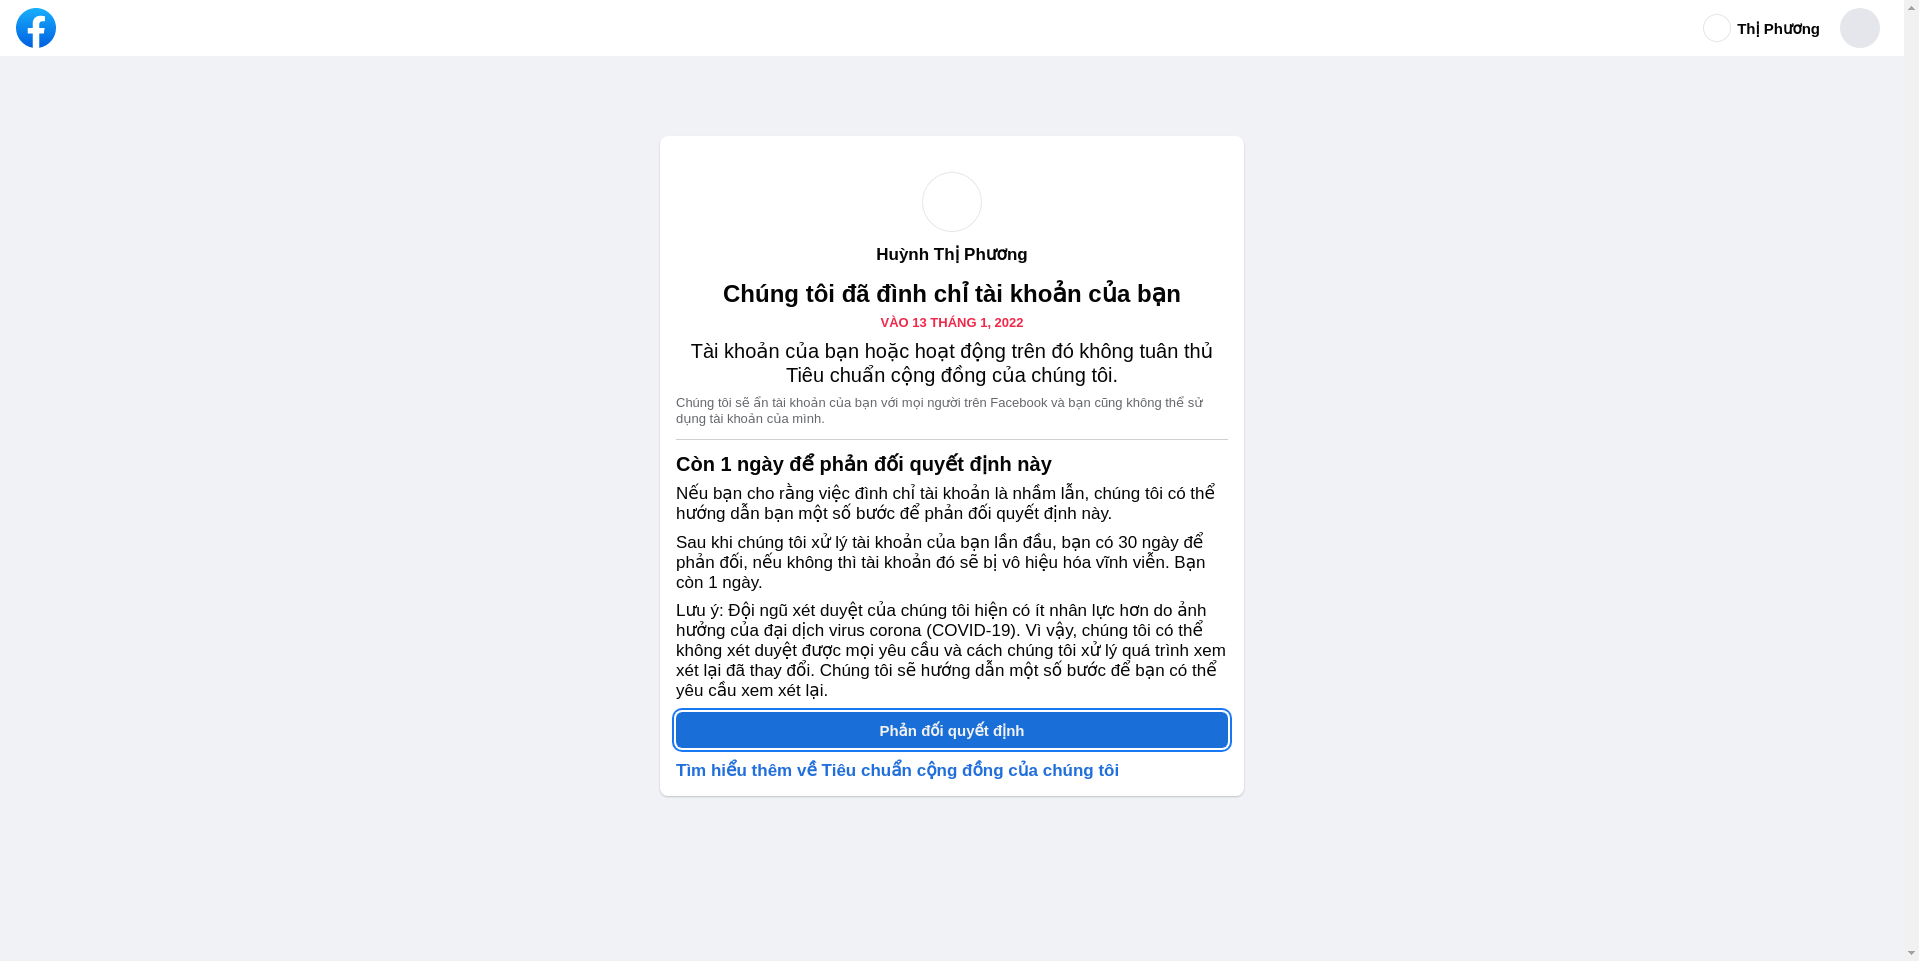 Thị Phương
Huỳnh Thị Phương
Chúng tôi đã đình chỉ tài khoản của bạn
VÀO 13 THÁNG 1, 2022
Tài khoản của bạn hoặc hoạt động trên đó không tuân thủ
Tiêu chuẩn cộng đồng của chúng tôi.
Chúng tôi sẽ ẩn tài khoản của bạn với mọi người trên Facebook và bạn cũng không thể sử
dụng tài khoản của mình.
Còn 1 ngày để phản đối quyết định này
Nếu bạn cho rằng việc đình chỉ tài khoản là nhầm lẫn, chúng tôi có thể
hướng dẫn bạn một số bước để phản đối quyết định này.
Sau khi chúng tôi xử lý tài khoản của bạn lần đầu, bạn có 30 ngày để
phản đối, nếu không thì tài khoản đó sẽ bị vô hiệu hóa vĩnh viễn. Bạn
còn 1 ngày.
Lưu ý: Đội ngũ xét duyệt của chúng tôi hiện có ít nhân lực hơn do ảnh
hưởng của đại dịch virus corona (COVID-19). Vì vậy, chúng tôi có thể
không xét duyệt được mọi yêu cầu và cách chúng tôi xử lý quá trình xem
xét lại đã thay đổi. Chúng tôi sẽ hướng dẫn một số bước để bạn có thể
yêu cầu xem xét lại.
Phản đối quyết định
Tìm hiểu thêm về Tiêu chuẩn cộng đồng của chúng tôi